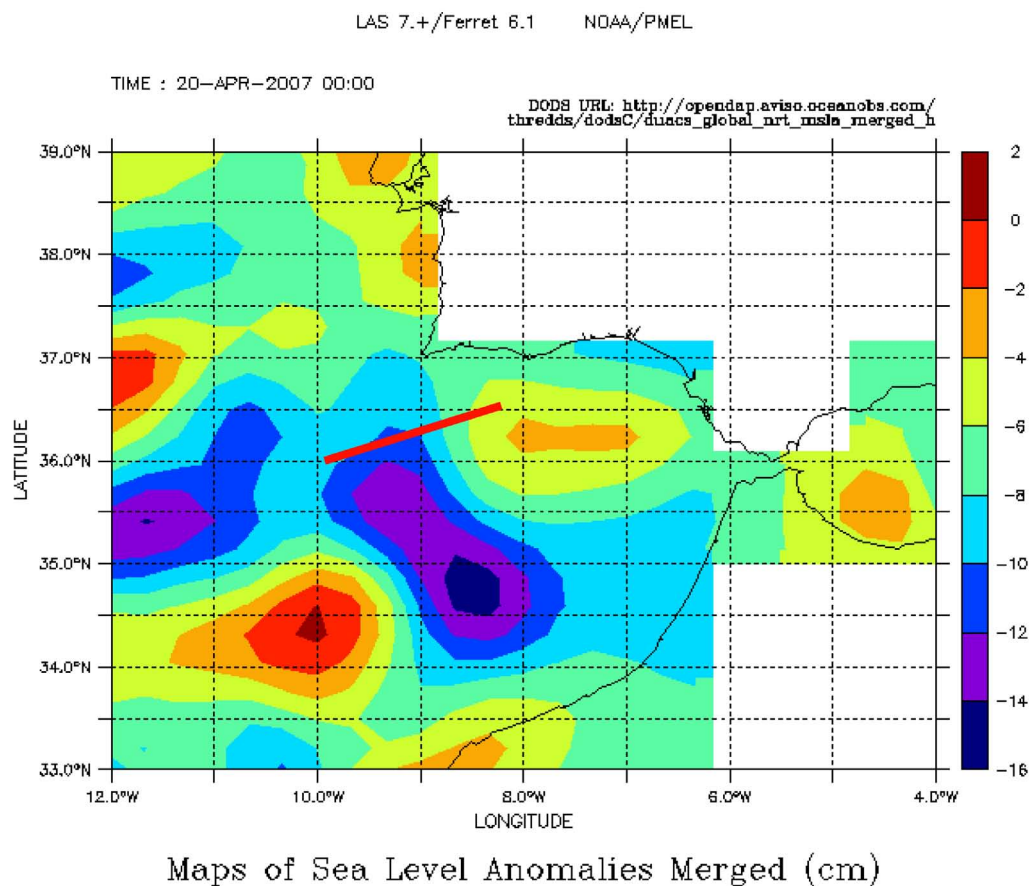 LAS 7.+/Ferret 6.1 NOAA/PMEL
TIME : 20-APR-2007 00:00
DODS URL: http://opendap.aviso.oceanobs.com/
thredds/dodsC/duacs_global_nrt_msla_merged_h
39.0°N
38.0°N
37.0°N
36.0°N
35.0°N
34.0°N
33.0°N
LATITUDE
12.0°W 10.0°W 8.0°W 6.0°W 4.0°W
LONGITUDE
2
0
-2
-4
-6
-8
-10
-12
-14
-16
Maps of Sea Level Anomalies Merged (cm)